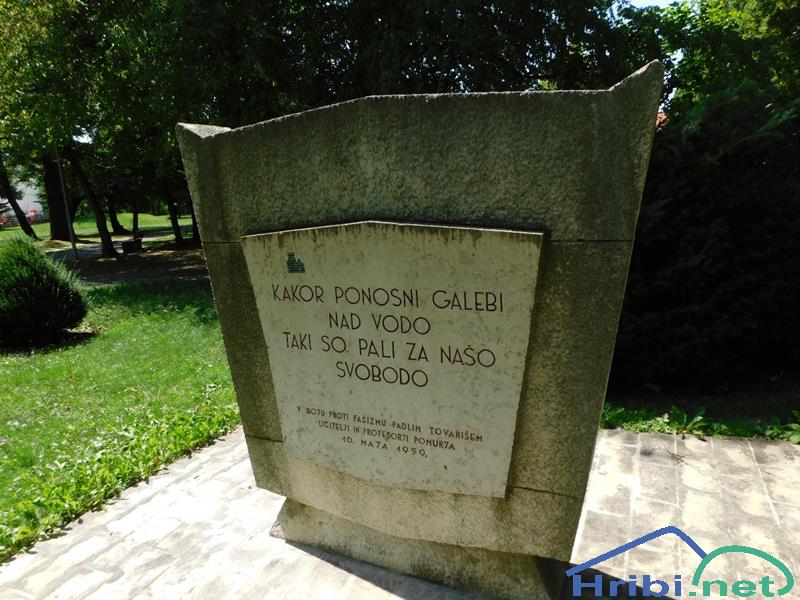 KAKOR PONOSNI GALEBI
NAD VODO
TAKI SO PALI ZA NAŠO
SVOBODO
V BOJU PROTI FAŠIZMU PADLIM TOVARIŠEM
UČITELJI IN PROFESORJI POMURJA
10. MAJA 1959.
Hribi.net